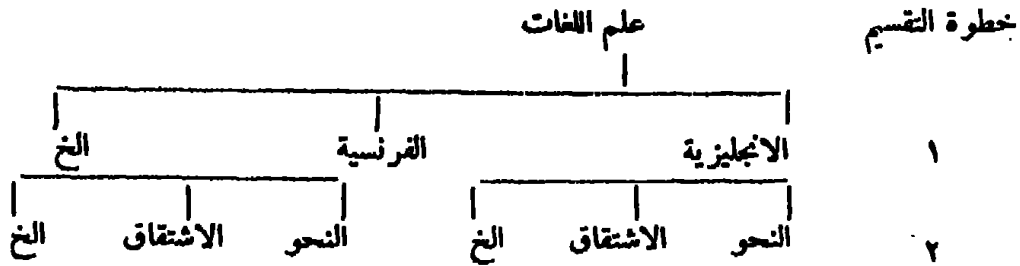 خطوة التقسيم علم اللغات
١ الانجليزية الفرنسية الخ
٢ النحو الاشتقاق الخ النحو الاشتقاق الخ